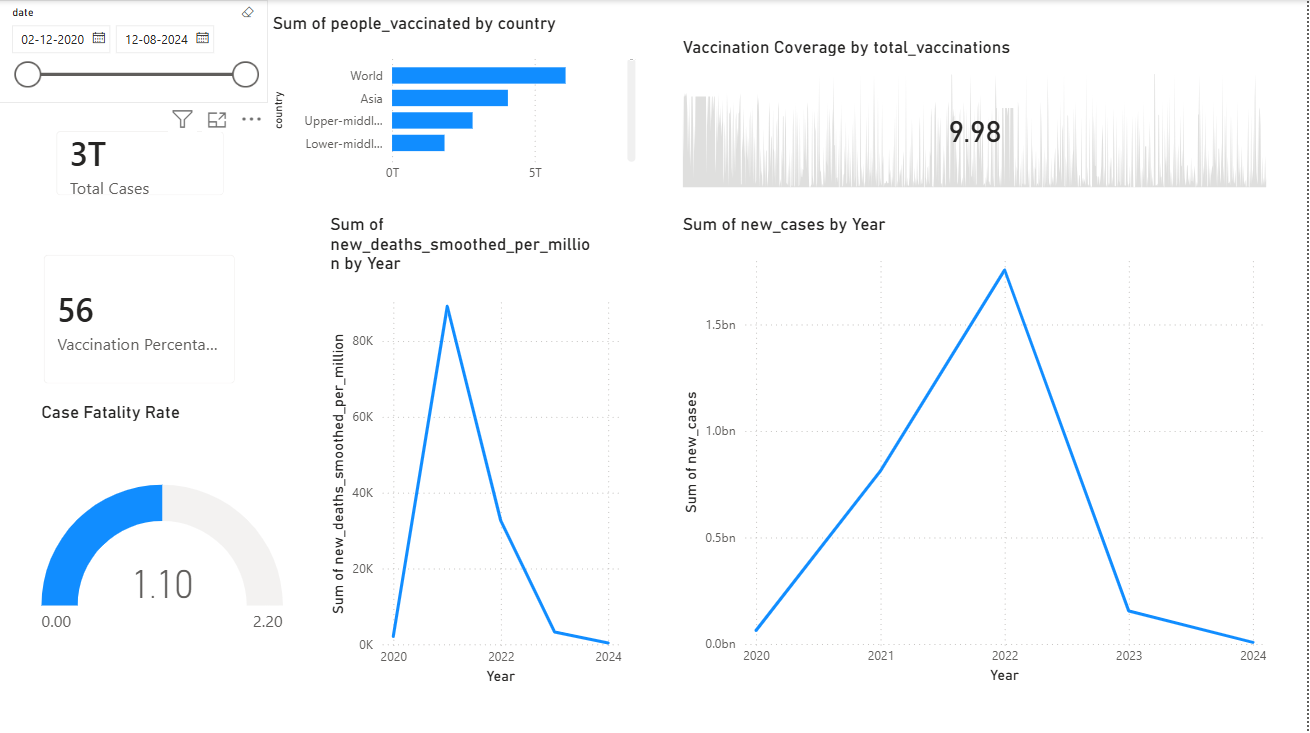 date
02-12-2020
12-08-2024
3T
Total Cases
56
Vaccination Percenta...
Case Fatality Rate
1.10
0.00
2.20
Sum of people_vaccinated by country
country
World
Asia
Upper-middl...
Lower-middl...
0T
5T
Vaccination Coverage by total_vaccinations
9.98
Sum of
new_deaths_smoothed_per_millio
n by Year
Sum of new_deaths_smoothed_per_million
80K
60K
40K
20K
0K
2020
2022
2024
Year
Sum of new_cases by Year
Sum of new_cases
1.5bn
1.0bn
0.5bn
0.0bn
2020
2021
2022
2023
2024
Year